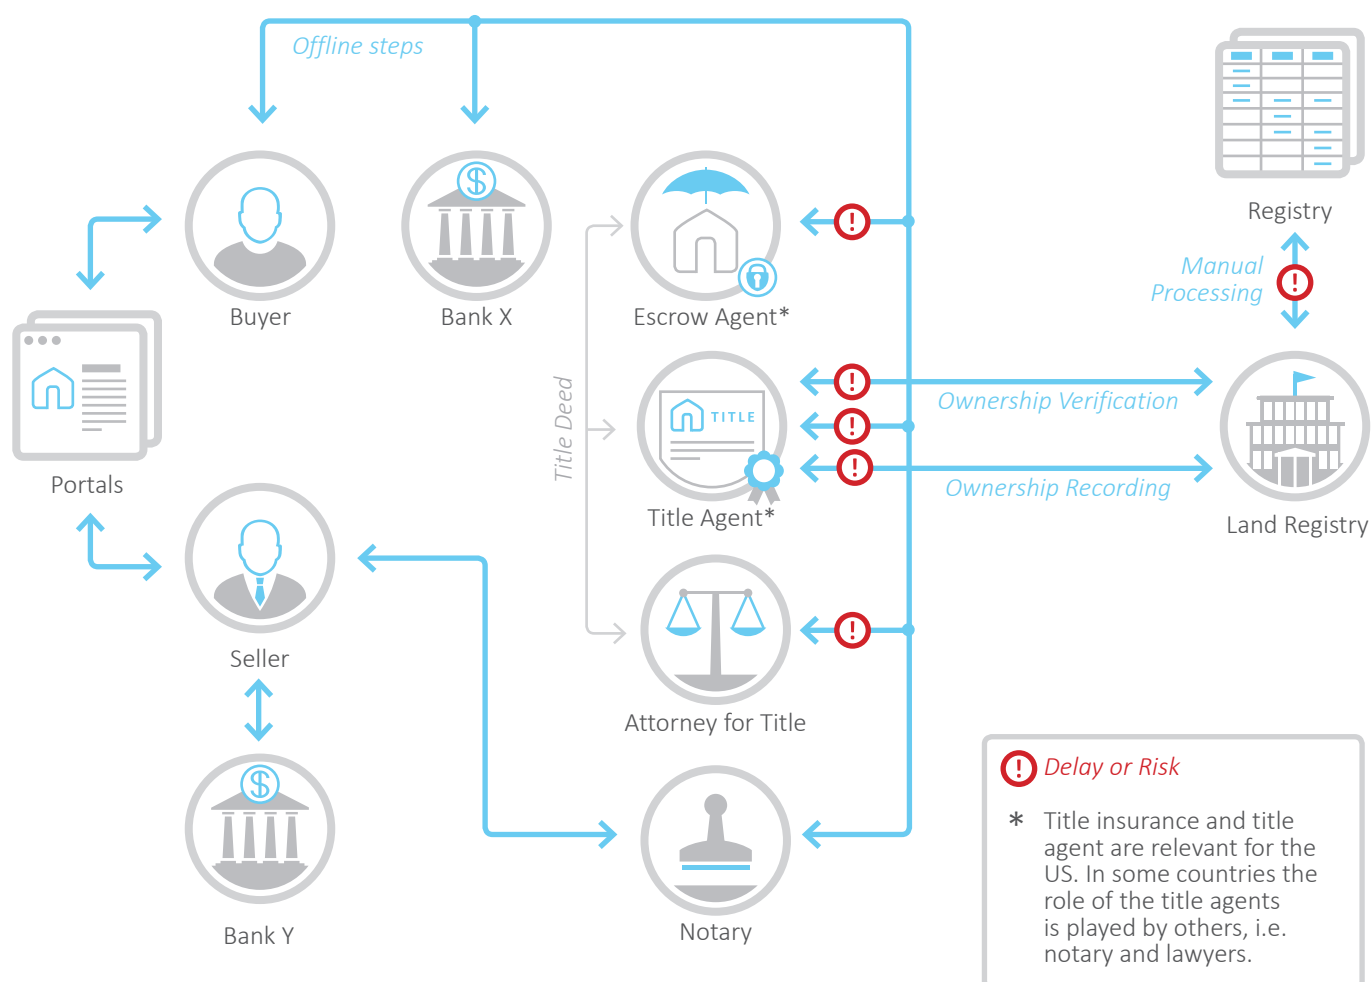 Offline steps
Registry
Manual
Processing
$
Buyer
Bank X
Escrow Agent*
Title Deed
TITLE
Ownership Verification
Ownership Recording
Portals
Title Agent*
Land Registry
Seller
Attorney for Title
$
Bank Y
Notary
! Delay or Risk
* Title insurance and title
agent are relevant for the
US. In some countries the
role of the title agents
is played by others, i.e.
notary and lawyers.